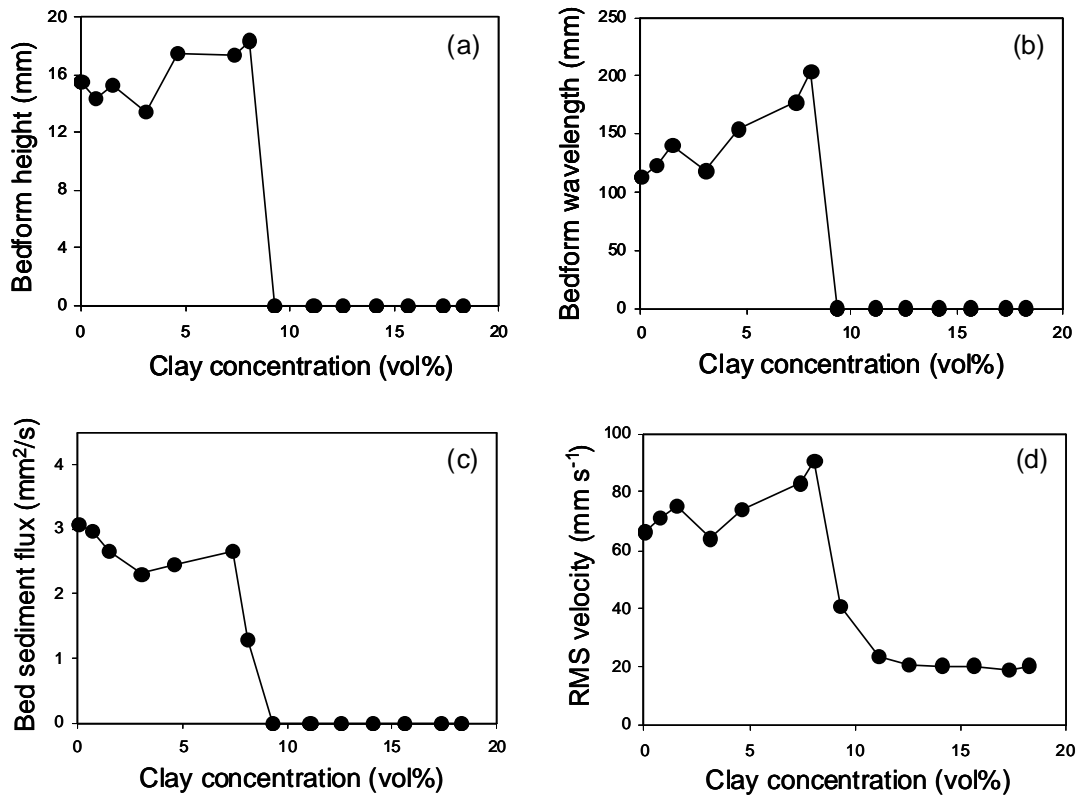 (a)
Bedform height (mm)
20
16
12
8
4
0
0 5 10 15 20
Clay concentration (vol%)
(b)
Bedform wavelength (mm)
250
200
150
100
50
0
0 5 10 15 20
Clay concentration (vol%)
(c)
Bed sediment flux (mm²/s)
4
3
2
1
0
0 5 10 15 20
Clay concentration (vol%)
(d)
RMS velocity (mm s⁻¹)
100
80
60
40
20
0
0 5 10 15 20
Clay concentration (vol%)